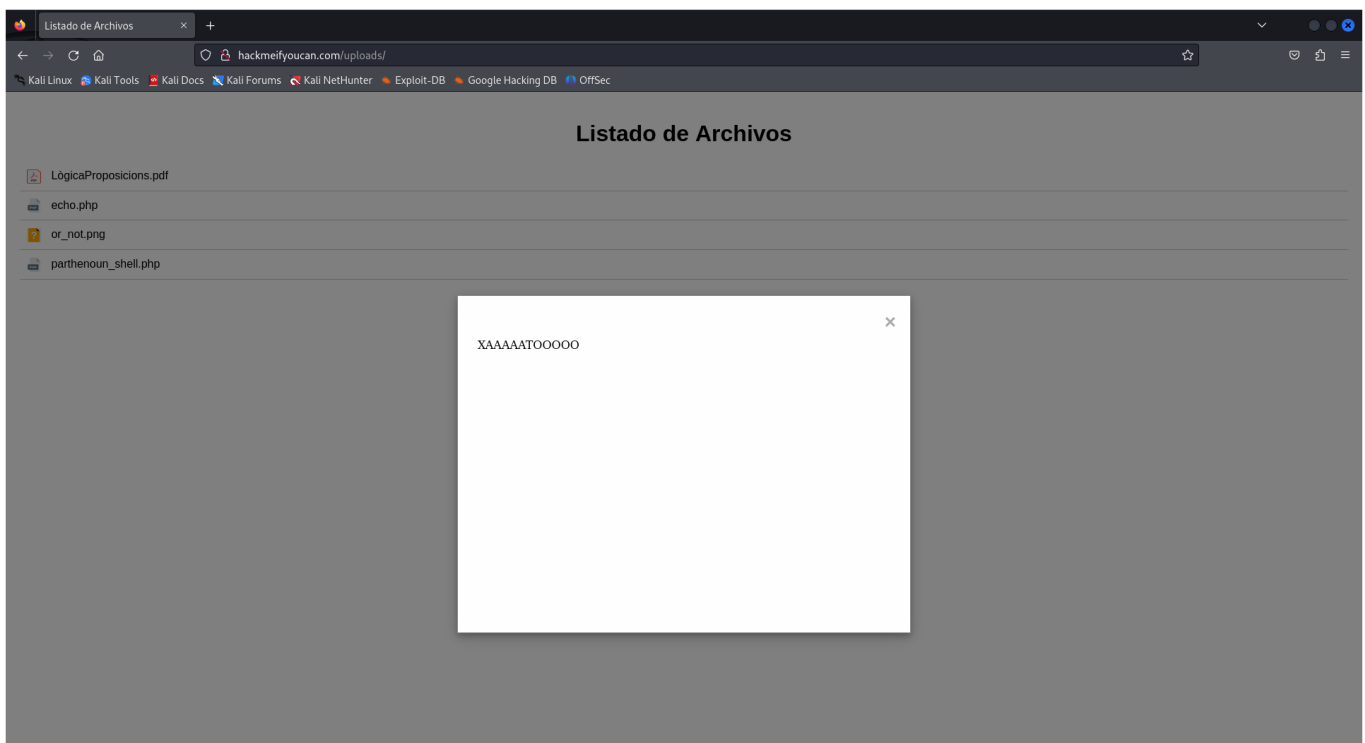 Listado de Archivos
hackmeifyoucan.com/uploads/
Kali Linux Kali Tools Kali Docs Kali Forums Kali NetHunter Exploit-DB Google Hacking DB OffSec
Listado de Archivos
LògicaProposicions.pdf
echo.php
or_not.png
parthenoun_shell.php
XAAAAATOOOOO